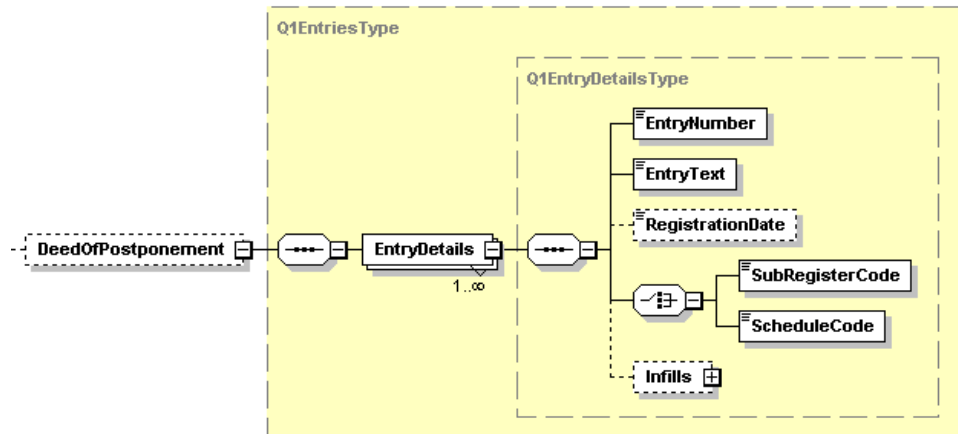 Q1EntriesType
Q1EntryDetailsType
EntryNumber
EntryText
RegistrationDate
DeedOfPostponement
EntryDetails
1..∞
SubRegisterCode
ScheduleCode
Infills